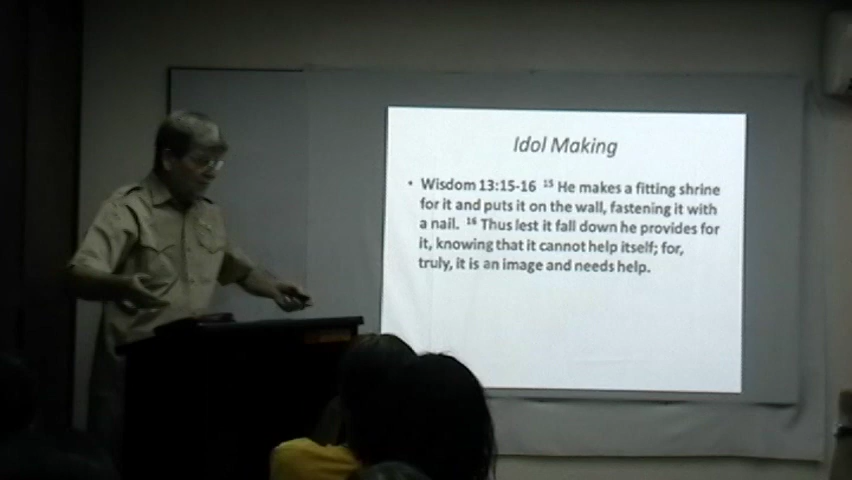 Idol Making
• Wisdom 13:15-16 ¹⁵ He makes a fitting shrine
for it and puts it on the wall, fastening it with
a nail. ¹⁶ Thus lest it fall down he provides for
it, knowing that it cannot help itself; for,
truly, it is an image and needs help.